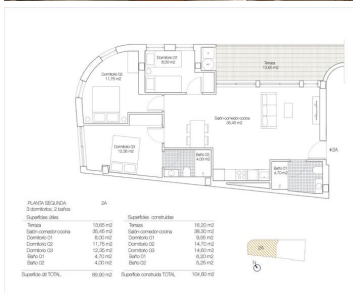 Terraza
13,65 m2
Dormitorio 01
8,00 m2
Dormitorio 02
11,75 m2
Salón-comedor-cocina
35,45 m2
Dormitorio 03
12,35 m2
Baño 02
4,00 m2
Baño 01
4,70 m2
2A
PLANTA SEGUNDA 2A
3 dormitorios, 2 baños
Superficies útiles Superficies construidas
Terraza 13,65 m2 Terraza 16,20 m2
Salón-comedor-cocina 35,45 m2 Salón-comedor-cocina 38,30 m2
Dormitorio 01 8,00 m2 Dormitorio 01 9,55 m2
Dormitorio 02 11,75 m2 Dormitorio 02 14,70 m2
Dormitorio 03 12,35 m2 Dormitorio 03 14,60 m2
Baño 01 4,70 m2 Baño 01 6,20 m2
Baño 02 4,00 m2 Baño 02 5,25 m2
Superficie útil TOTAL 89,90 m2 Superficie construida TOTAL 104,80 m2
2A
N